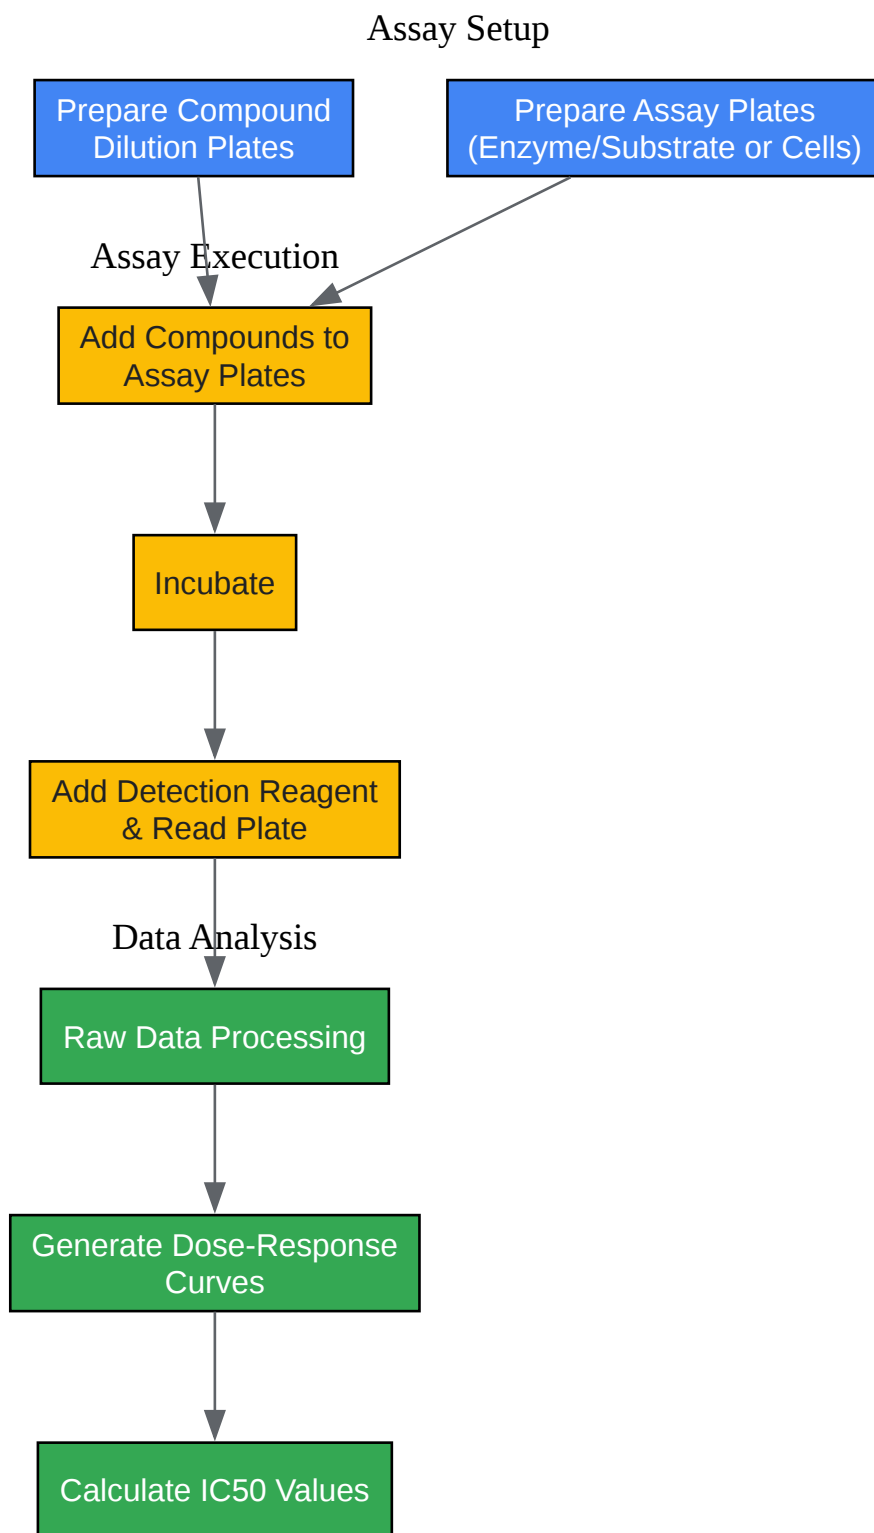 Assay Setup
Prepare Compound
Dilution Plates
Prepare Assay Plates
(Enzyme/Substrate or Cells)
Assay Execution
Add Compounds to
Assay Plates
Incubate
Add Detection Reagent
& Read Plate
Data Analysis
Raw Data Processing
Generate Dose-Response
Curves
Calculate IC50 Values